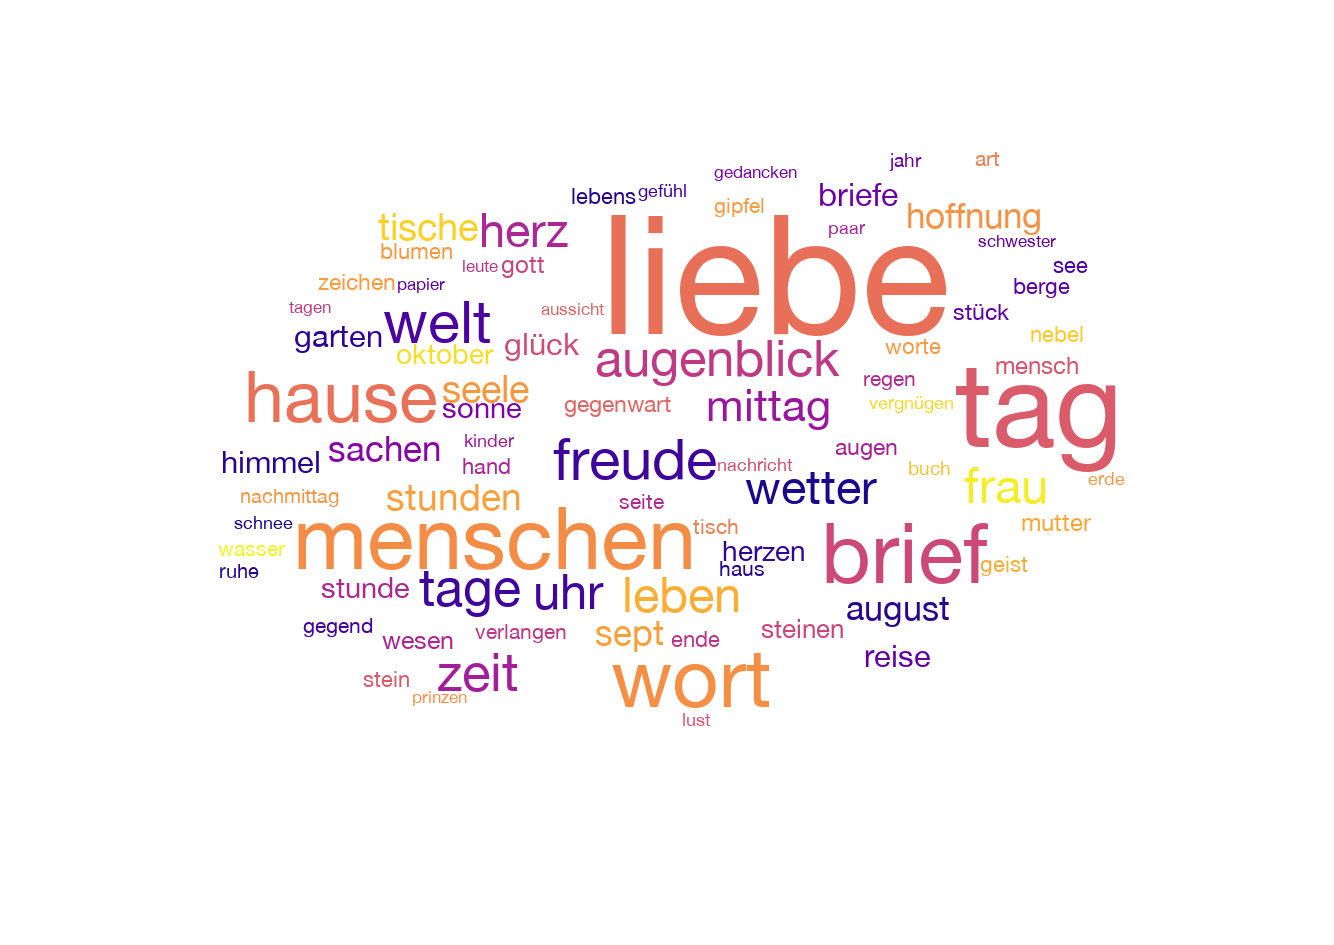 jahr art
gedancken
lebens gefühl briefe
gipfel hoffnung
tische herz liebe paar
blumen schwester
leute gott see
zeichen papier berge
tagen aussicht stück
garten welt nebel
oktober glück augenblick worte
mensch
hause seele regen tag
sonne gegenwart mittag vergnügen
sachen kinder augen
himmel hand freude nachricht buch
wetter frau erde
nachmittag stunden seite
schnee menschen tisch mutter
wasser herzen brief geist
ruhe haus
stunde tage uhr leben august
gegend wesen verlangen sept ende steinen
reise
stein zeit wort
prinzen
lust